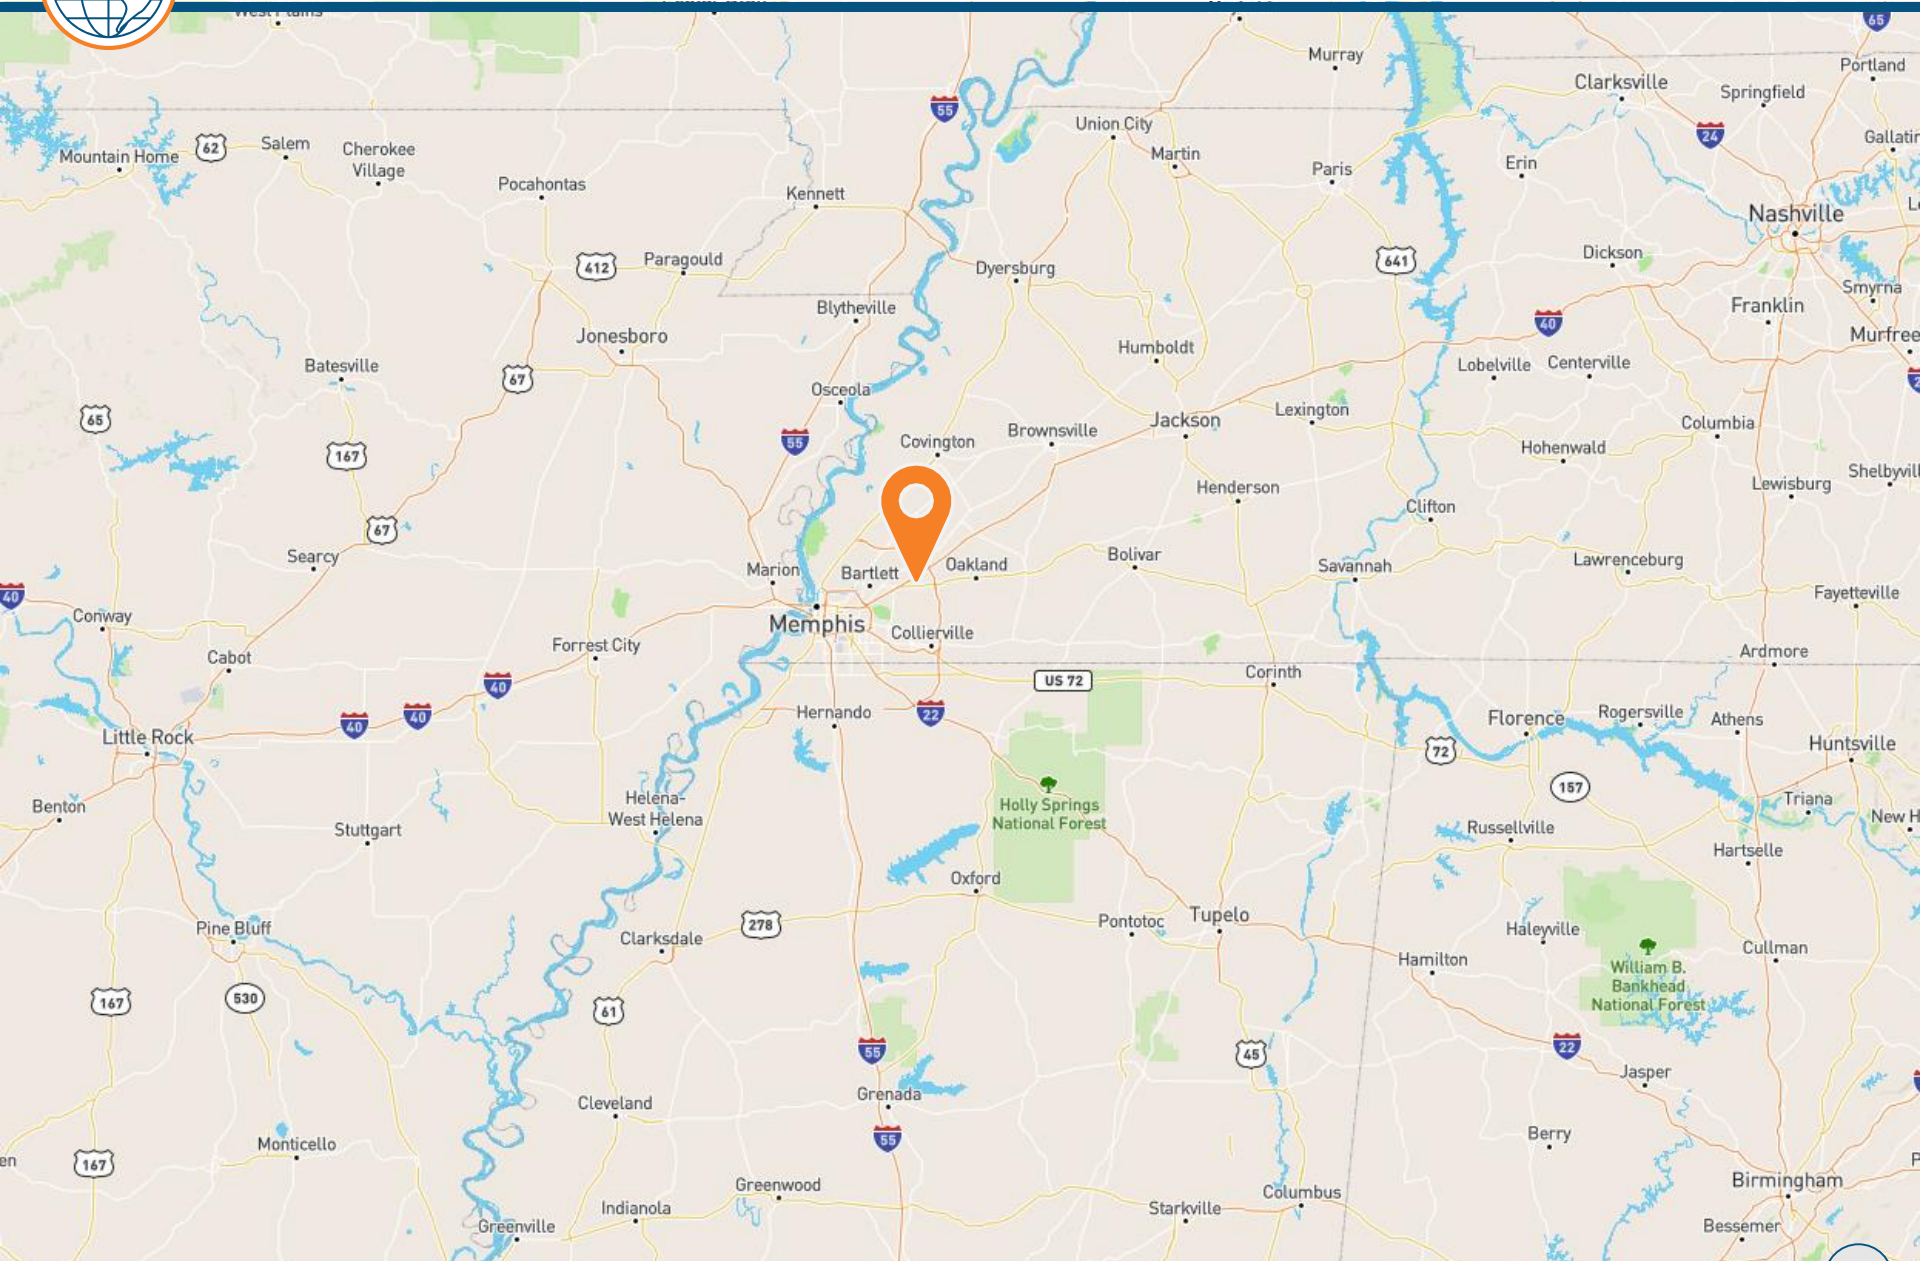 West Plains
65
Murray
Portland
Clarksville
Springfield
55
Union City
24
Gallatin
Mountain Home
62
Salem
Cherokee
Village
Martin
Erin
Paris
Pocahontas
Kennett
Nashville
412
Paragould
Dyersburg
641
Dickson
Smyrna
Blytheville
Franklin
40
Jonesboro
Murfree
Humboldt
Batesville
67
Lobelville
Centerville
Osceola
65
Lexington
Jackson
Columbia
Brownsville
55
Covington
Hohenwald
167
Shelbyvill
Lewisburg
Henderson
Clifton
67
Searcy
Marion
Bartlett
Oakland
Bolivar
Savannah
Lawrenceburg
40
Fayetteville
Conway
Memphis
Collierville
Forrest City
Cabot
Ardmore
Corinth
US 72
40
40
40
Hernando
22
Florence
Rogersville
Athens
Little Rock
72
Huntsville
157
Benton
Helena-
West Helena
Holly Springs
National Forest
Triana
New H
Stuttgart
Russellville
Hartselle
Oxford
Pine Bluff
Clarksdale
278
Pontotoc
Tupelo
Haleyville
Cullman
Hamilton
William B.
Bankhead
National Forest
167
530
61
55
45
22
Jasper
Grenada
Cleveland
55
Berry
Monticello
en
167
Birmingham
Greenwood
Columbus
Indianola
Starkville
Greenville
Bessemer